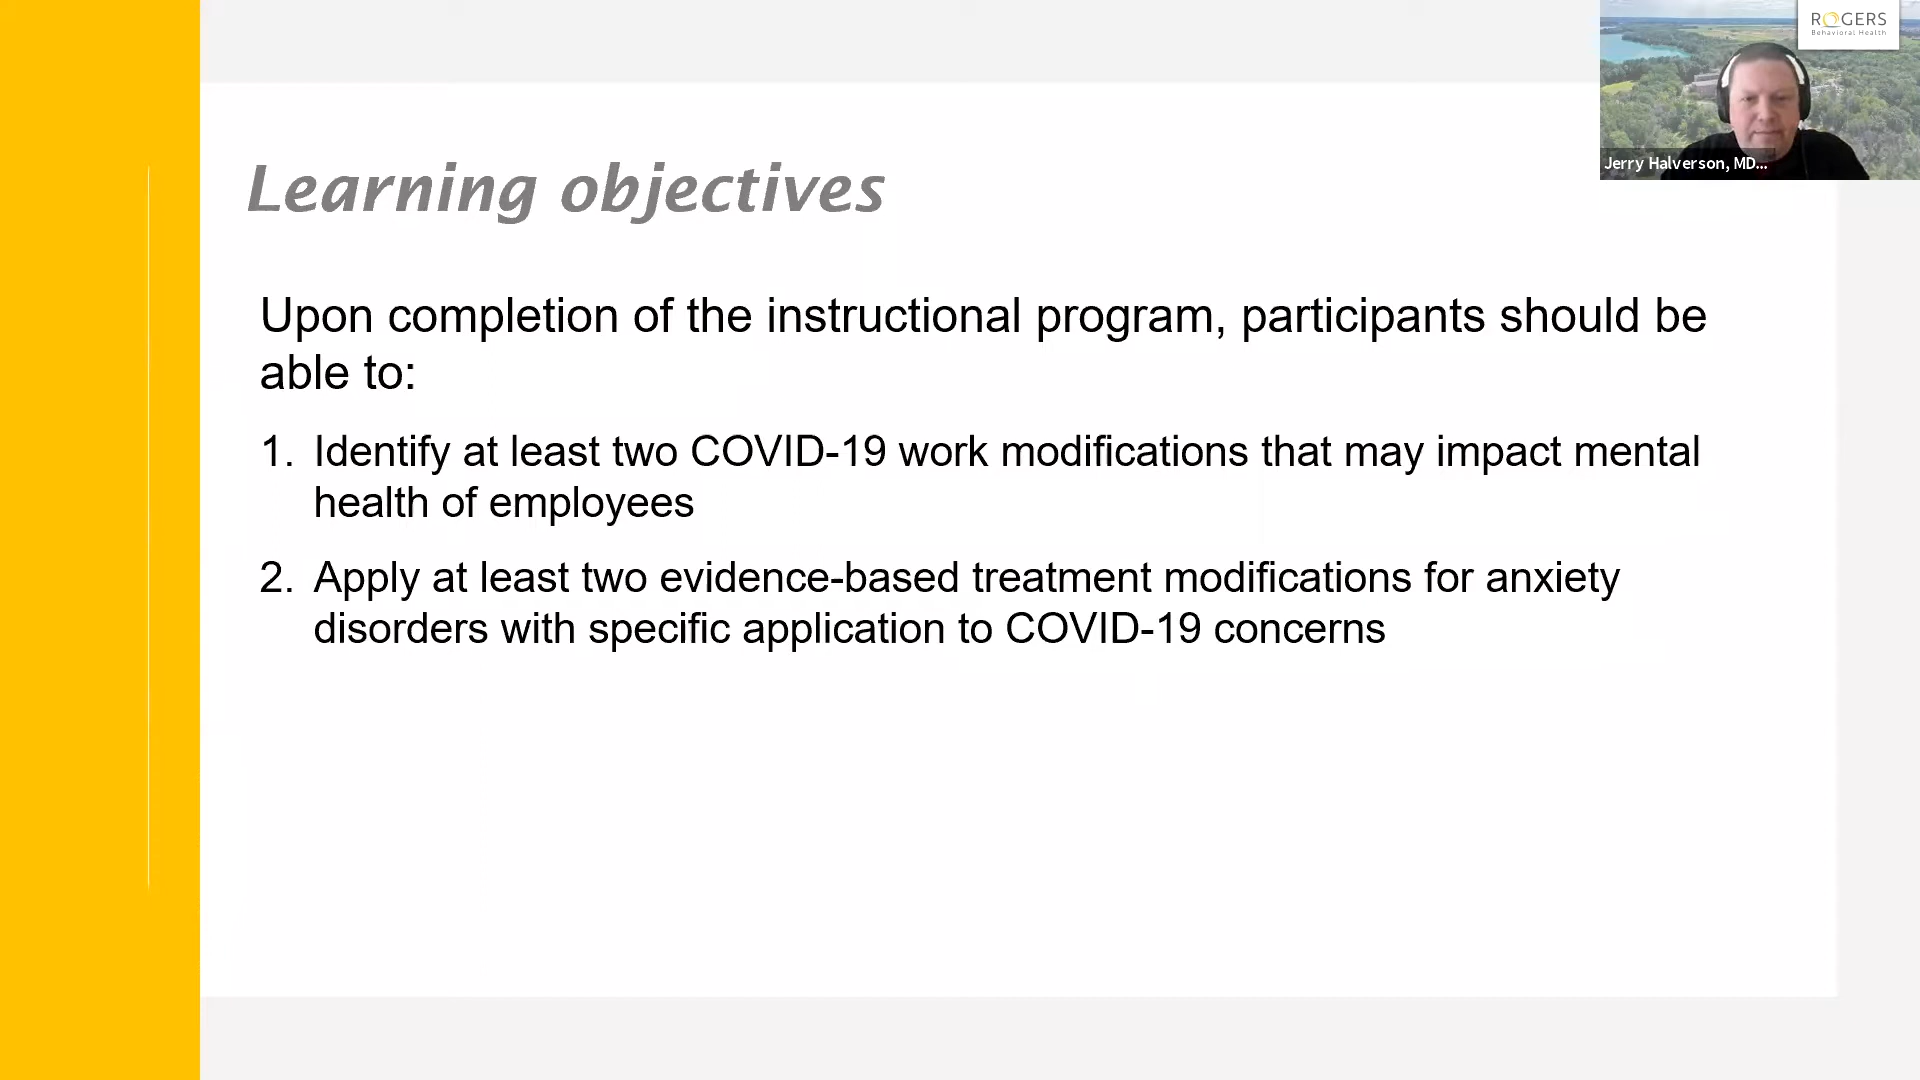 ROGERS
Behavioral Health
Jerry Halverson, MD...
Learning objectives
Upon completion of the instructional program, participants should be
able to:
1. Identify at least two COVID-19 work modifications that may impact mental
health of employees
2. Apply at least two evidence-based treatment modifications for anxiety
disorders with specific application to COVID-19 concerns